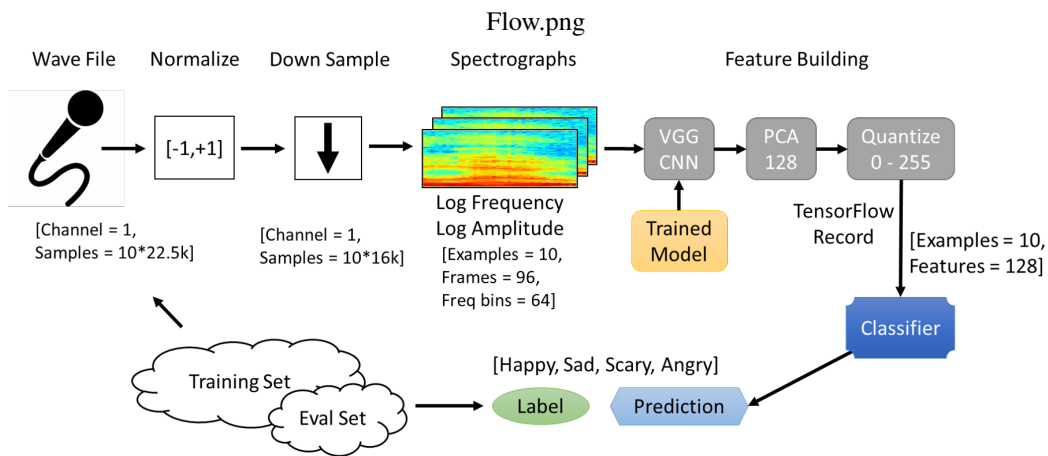 Flow.png
Wave File
Normalize
Down Sample
Spectrographs
Feature Building
[-1,+1]
VGG
CNN
PCA
128
Quantize
0 - 255
Log Frequency
Log Amplitude
Trained
Model
TensorFlow
Record
[Channel = 1,
Samples = 10*22.5k]
[Channel = 1,
Samples = 10*16k]
[Examples = 10,
Frames = 96,
Freq bins = 64]
[Examples = 10,
Features = 128]
Classifier
Training Set
Eval Set
[Happy, Sad, Scary, Angry]
Label
Prediction